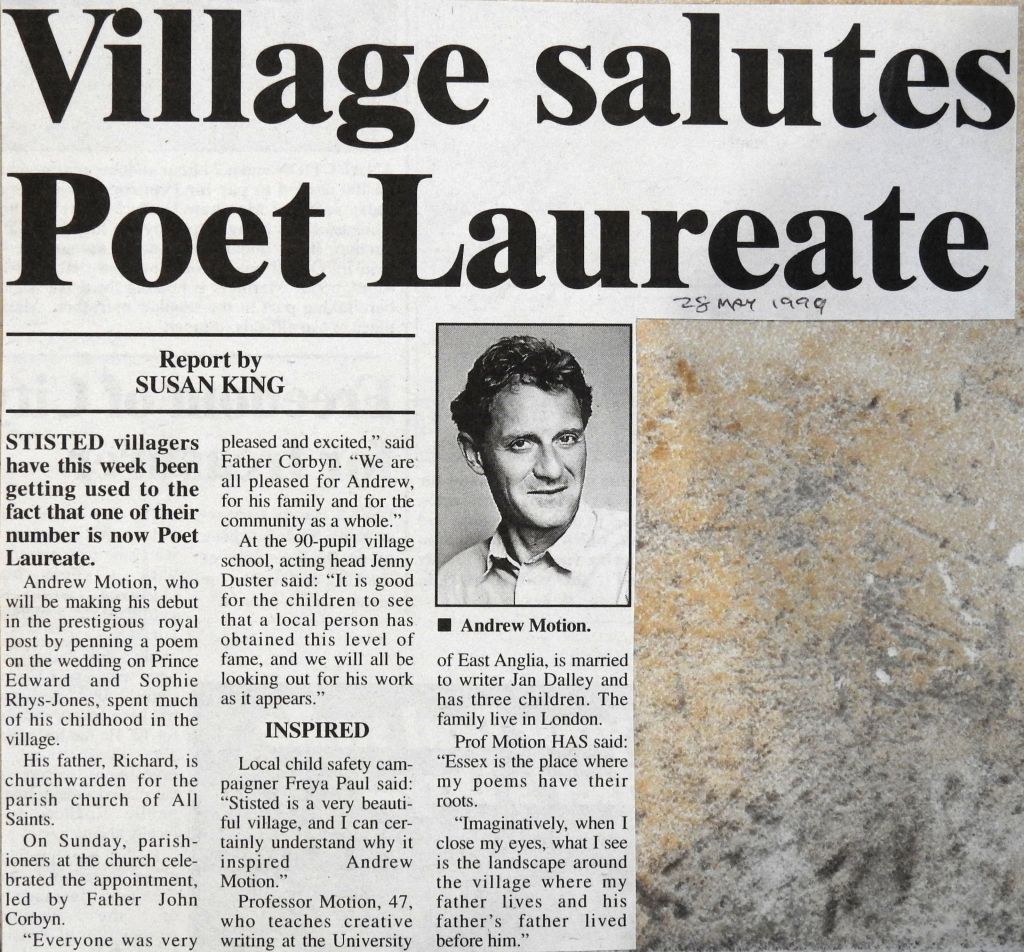 Village salutes
Poet Laureate
28 MAY 1999
Report by
SUSAN KING
STISTED villagers
have this week been
getting used to the
fact that one of their
number is now Poet
Laureate.
Andrew Motion, who
will be making his debut
in the prestigious royal
post by penning a poem
on the wedding on Prince
Edward and Sophie
Rhys-Jones, spent much
of his childhood in the
village.
His father, Richard, is
churchwarden for the
parish church of All
Saints.
On Sunday, parish-
ioners at the church cele-
brated the appointment,
led by Father John
Corbyn.
"Everyone was very
pleased and excited," said
Father Corbyn. "We are
all pleased for Andrew,
for his family and for the
community as a whole."
At the 90-pupil village
school, acting head Jenny
Duster said: "It is good
for the children to see
that a local person has
obtained this level of
fame, and we will all be
looking out for his work
as it appears."
INSPIRED
Local child safety cam-
paigner Freya Paul said:
"Stisted is a very beauti-
ful village, and I can cer-
tainly understand why it
inspired Andrew
Motion."
Professor Motion, 47,
who teaches creative
writing at the University
■ Andrew Motion.
of East Anglia, is married
to writer Jan Dalley and
has three children. The
family live in London.
Prof Motion HAS said:
"Essex is the place where
my poems have their
roots.
"Imaginatively, when I
close my eyes, what I see
is the landscape around
the village where my
father lives and his
father's father lived
before him."